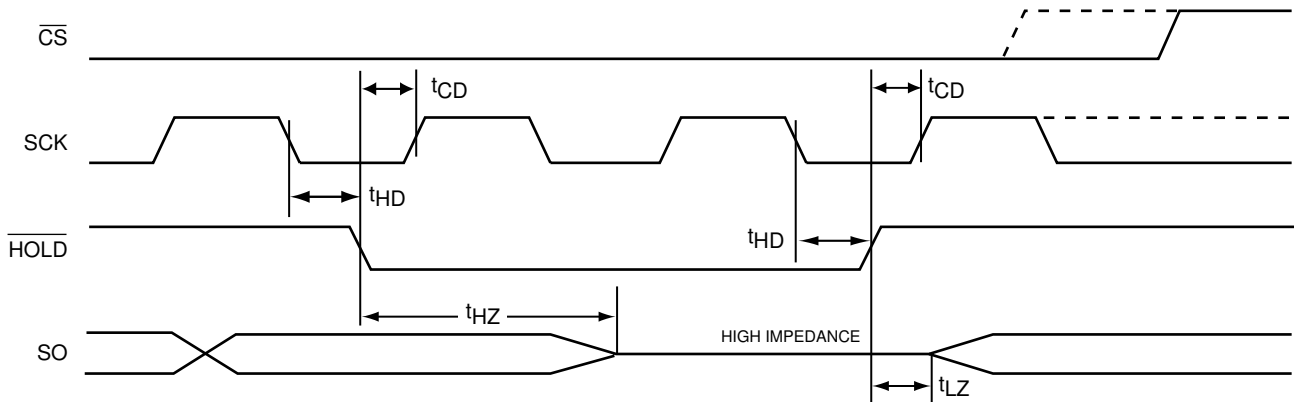 CS
tCD
tCD
SCK
tHD
HOLD
tHD
tHZ
HIGH IMPEDANCE
SO
tLZ